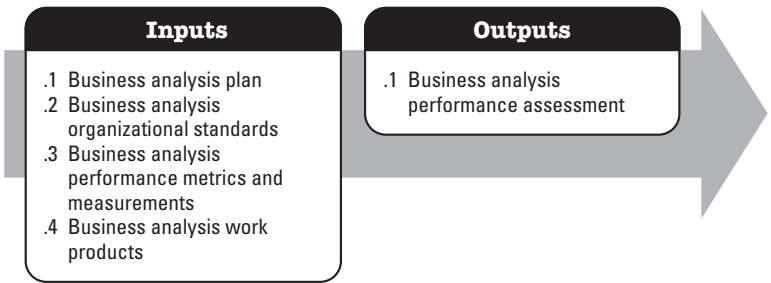 Inputs
.1 Business analysis plan
.2 Business analysis
organizational standards
.3 Business analysis
performance metrics and
measurements
.4 Business analysis work
products
Outputs
.1 Business analysis
performance assessment